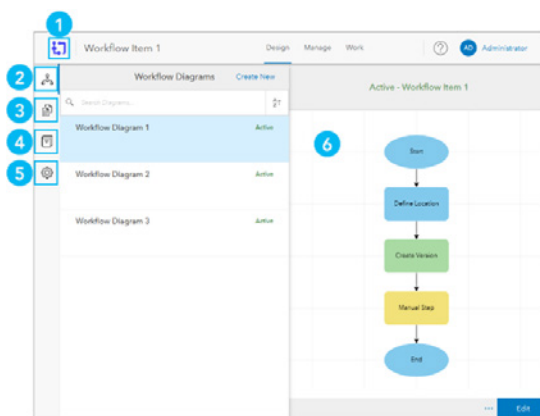 1
Workflow Item 1 Design Manage Work ? AD Administrator
2
Workflow Diagrams Create New
Active - Workflow Item 1
Search Diagrams...
3
Workflow Diagram 1 Active
4
6
Start
5
Workflow Diagram 2 Active
Define Location
Workflow Diagram 3 Active
Create Version
Manual Step
End
... Edit